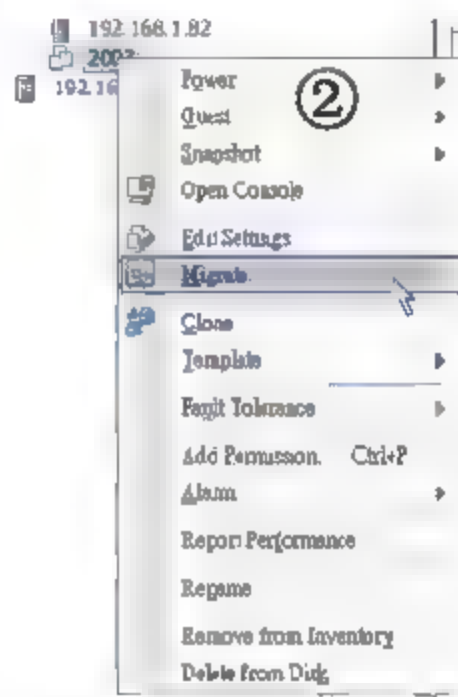 192.168.1.82
2003
192.16
Power
②
Guest
Snapshot
Open Console
Edit Settings
Migrate
Clone
Template
Fault Tolerance
Add Permission. Ctrl+P
Alarm
Report Performance
Rename
Remove from Inventory
Delete from Disk